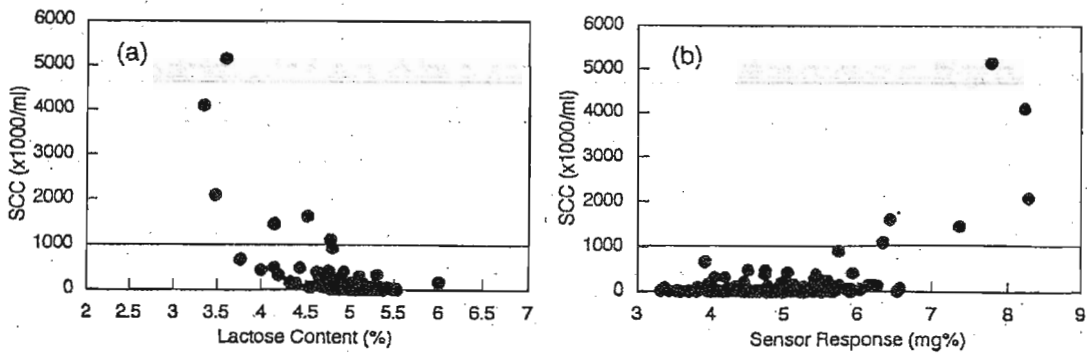 (a)
SCC (x1000/ml)
6000
5000
4000
3000
2000
1000
0
2 2.5 3 3.5 4 4.5 5 5.5 6 6.5 7
Lactose Content (%)
(b)
SCC (x1000/ml)
6000
5000
4000
3000
2000
1000
0
3 4 5 6 7 8 9
Sensor Response (mg%)